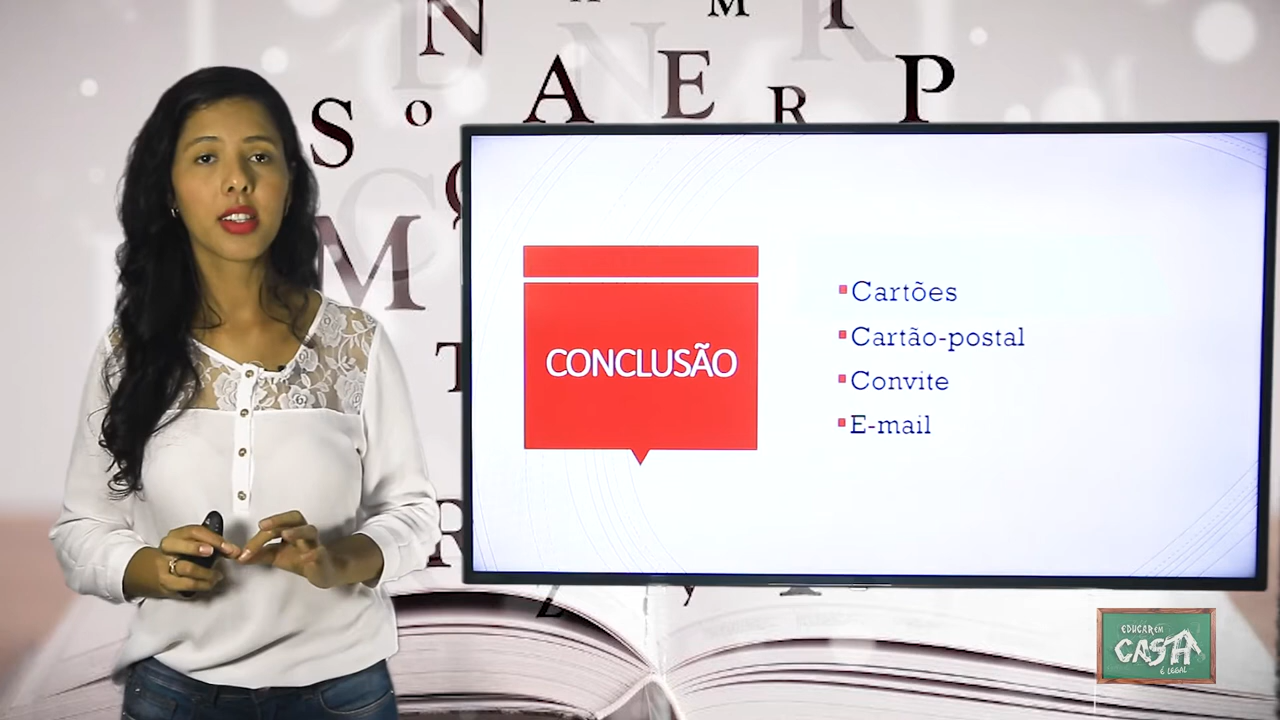 N H M I
A E R P
S o
M
T
R
CONCLUSÃO
Cartões
Cartão-postal
Convite
E-mail
EDUCAR EM
CASA
É LEGAL